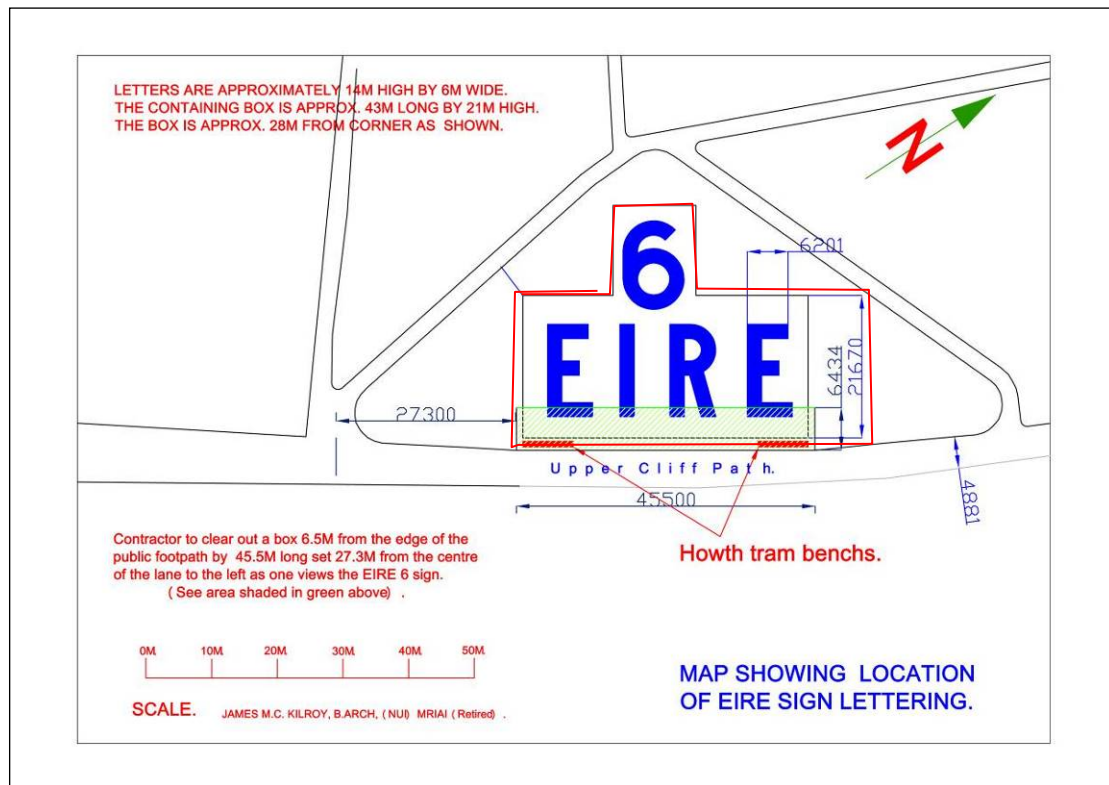 LETTERS ARE APPROXIMATELY 14M HIGH BY 6M WIDE.
THE CONTAINING BOX IS APPROX. 43M LONG BY 21M HIGH.
THE BOX IS APPROX. 28M FROM CORNER AS SHOWN.
N
6
6201
EIRE
6434
21670
27300
Upper Cliff Path.
45500
4881
Howth tram benchs.
Contractor to clear out a box 6.5M from the edge of the
public footpath by 45.5M long set 27.3M from the centre
of the lane to the left as one views the EIRE 6 sign.
( See area shaded in green above) .
0M. 10M. 20M. 30M. 40M. 50M.
SCALE. JAMES M.C. KILROY, B.ARCH, ( NUI) MRIAI ( Retired) .
MAP SHOWING LOCATION
OF EIRE SIGN LETTERING.